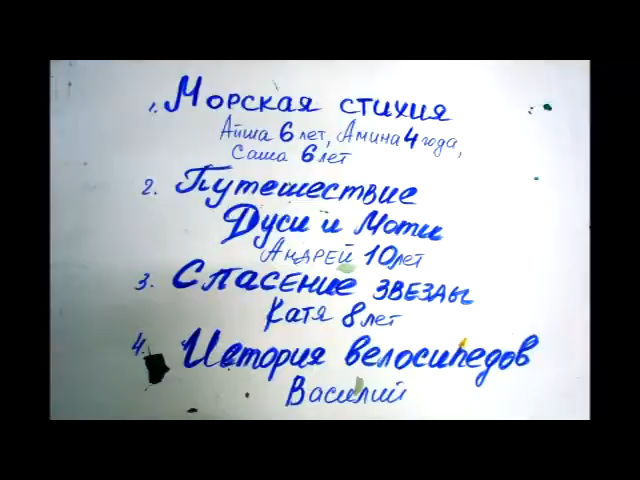 1. Морская стихия
Айша 6 лет, Амина 4 года,
Саша 6 лет
2. Путешествие
Дуси и Моти
Андрей 10 лет
3. Спасение звезды
Катя 8 лет
4. История велосипедов
Василий